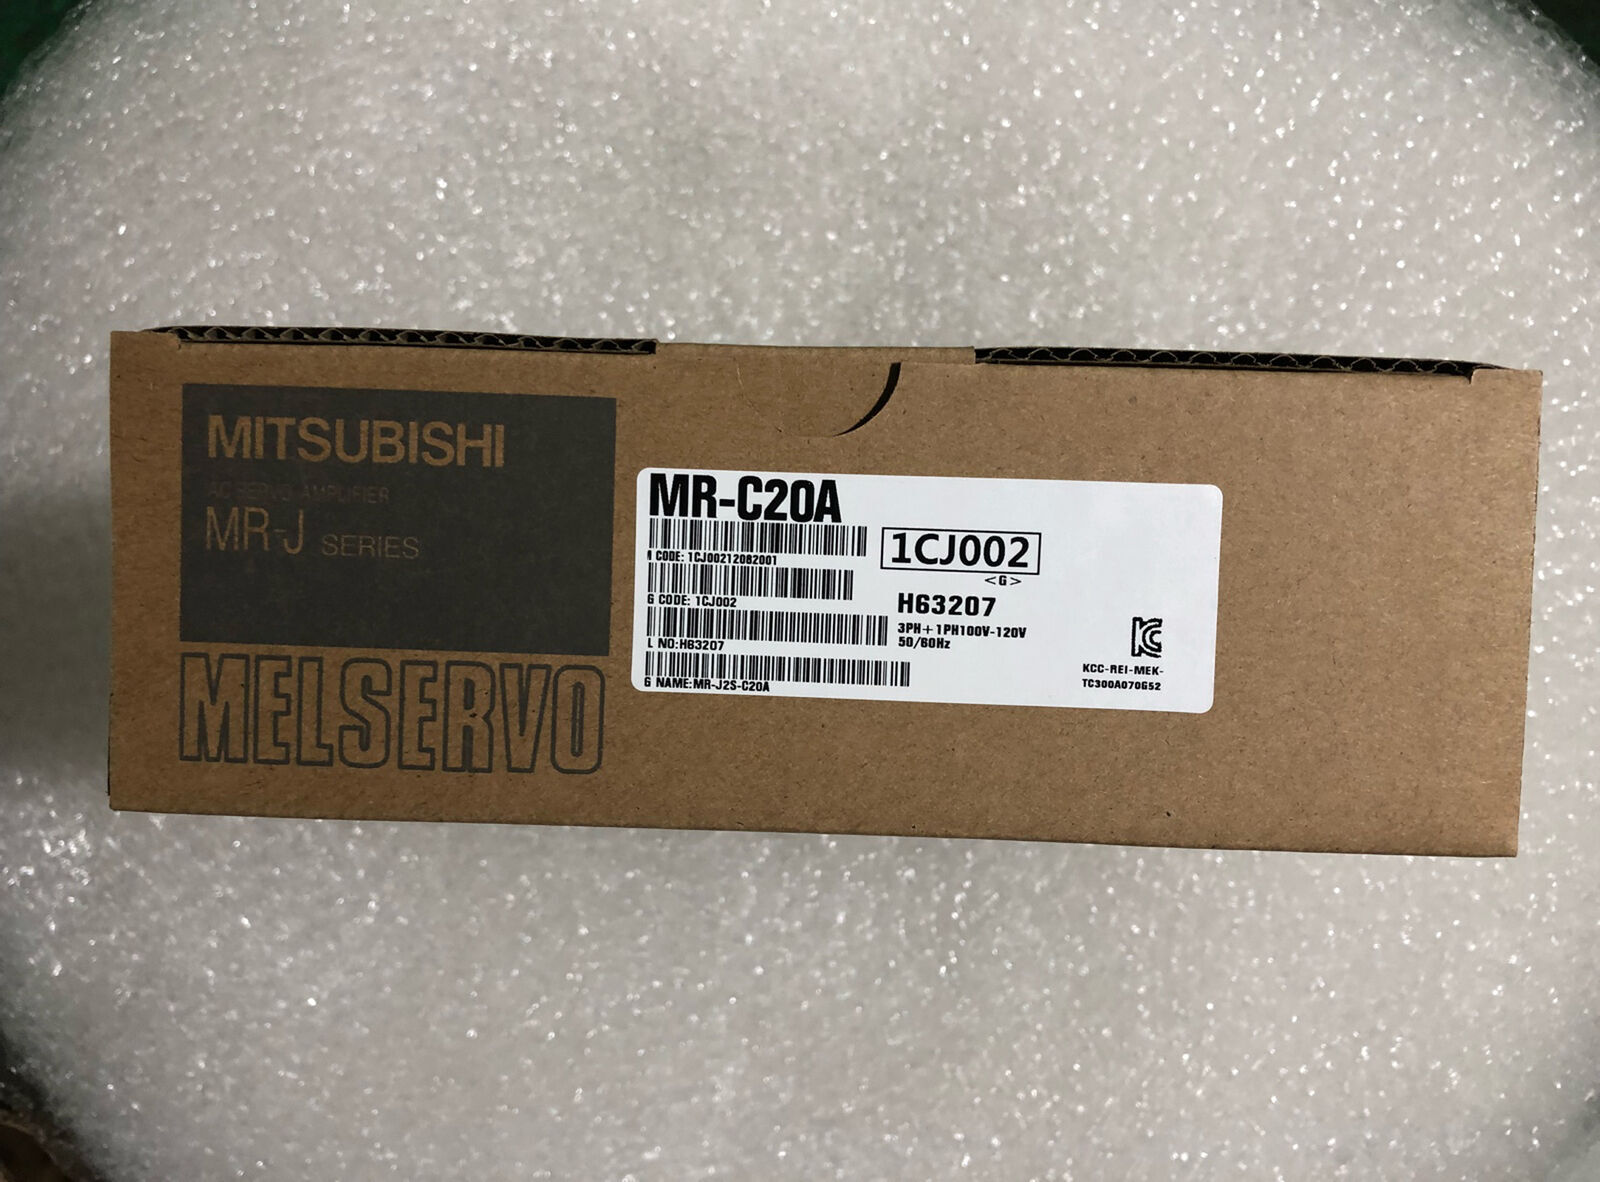 MITSUBISHI
AC SERVO AMPLIFIER
MR-J SERIES
MELSERVO
MR-C20A
M CODE: 1CJ00212082001
G CODE: 1CJ002
L NO:H63207
G NAME:MR-J2S-C20A
1CJ002
<G>
H63207
3PH+1PH100V-120V
50/60Hz
KCC-REI-MEK-
TC300A070G52